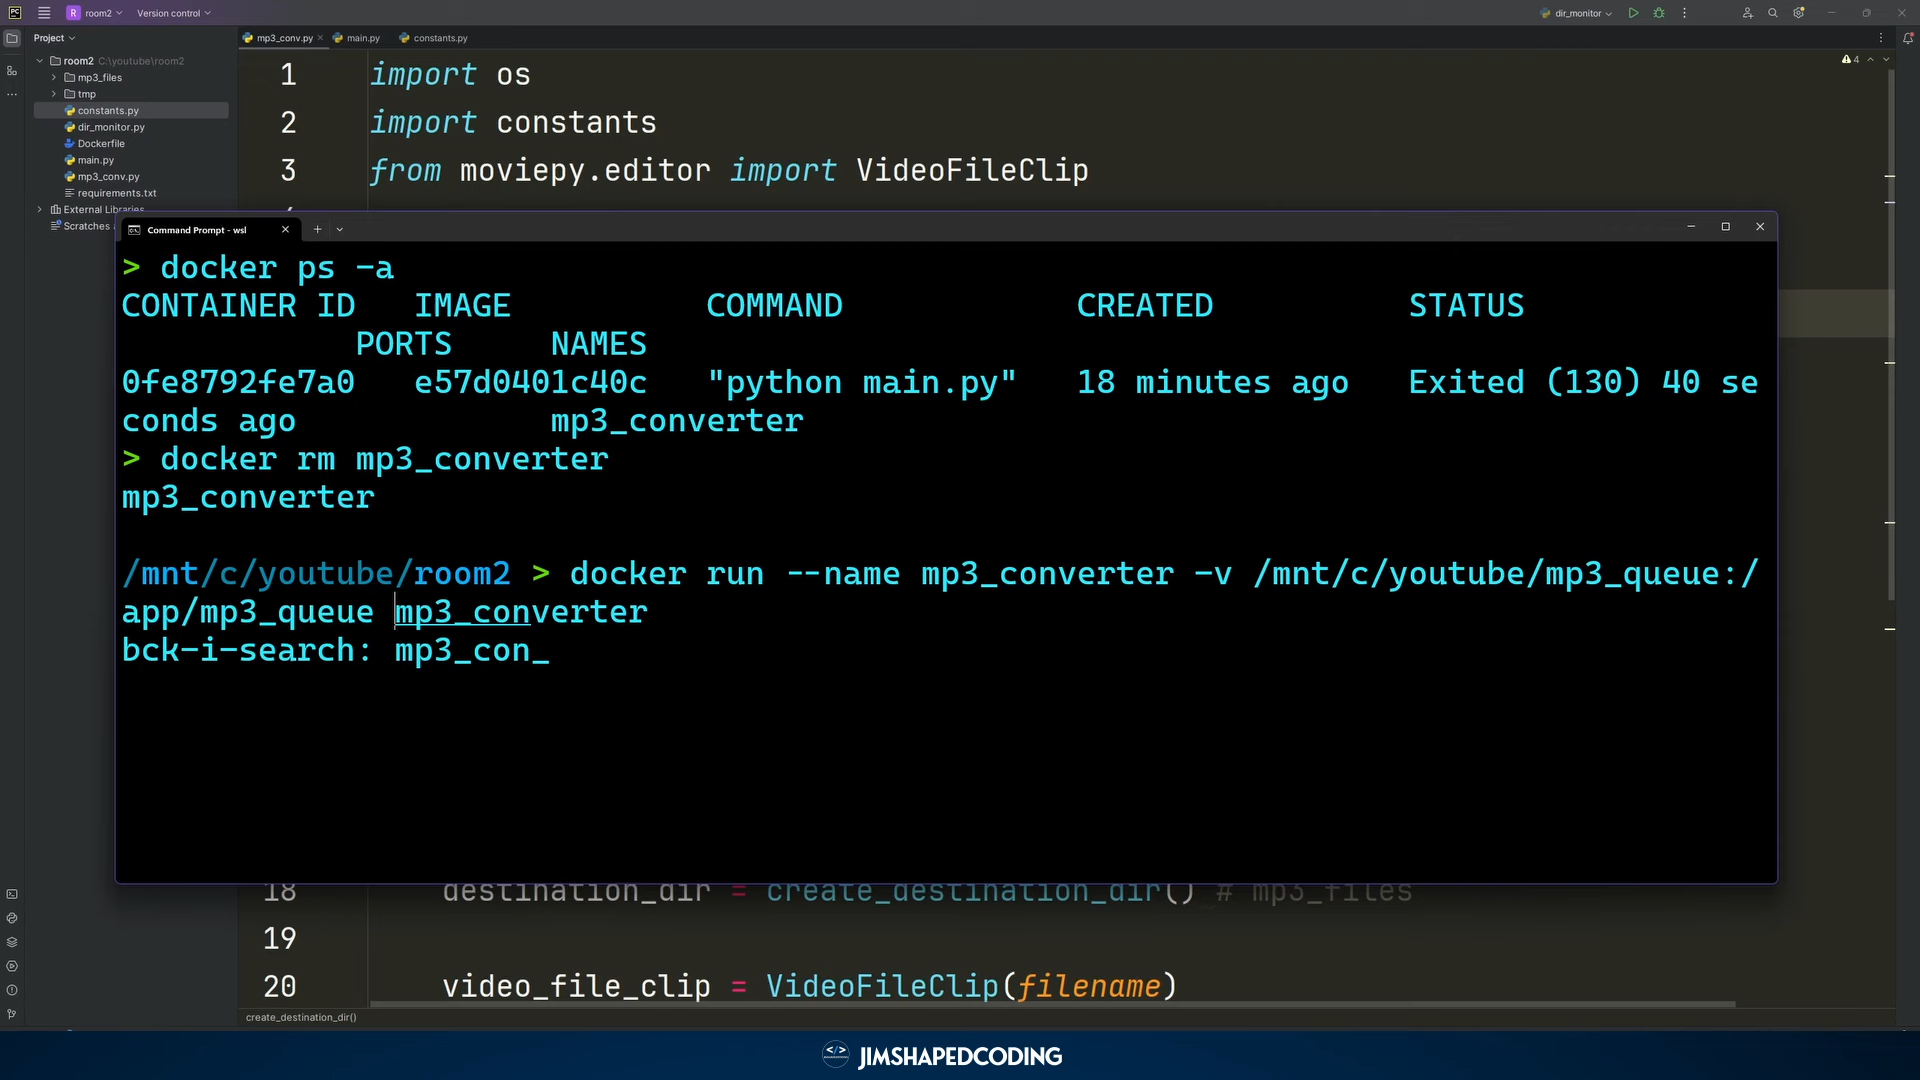 PC
R room2 Version control dir_monitor
Project
mp3_conv.py main.py constants.py
room2 C:\youtube\room2
mp3_files
tmp
constants.py
dir_monitor.py
Dockerfile
main.py
mp3_conv.py
requirements.txt
External Libraries
Scratches
4
1 import os
2 import constants
3 from moviepy.editor import VideoFileClip
Command Prompt - wsl
> docker ps -a
CONTAINER ID IMAGE COMMAND CREATED STATUS
PORTS NAMES
0fe8792fe7a0 e57d0401c40c "python main.py" 18 minutes ago Exited (130) 40 se
conds ago mp3_converter
> docker rm mp3_converter
mp3_converter
/mnt/c/youtube/room2 > docker run --name mp3_converter -v /mnt/c/youtube/mp3_queue:/
app/mp3_queue mp3_converter
bck-i-search: mp3_con_
18 destination_dir = create_destination_dir() # mp3_files
19
20 video_file_clip = VideoFileClip(filename)
create_destination_dir()
</> JIMSHAPEDCODING